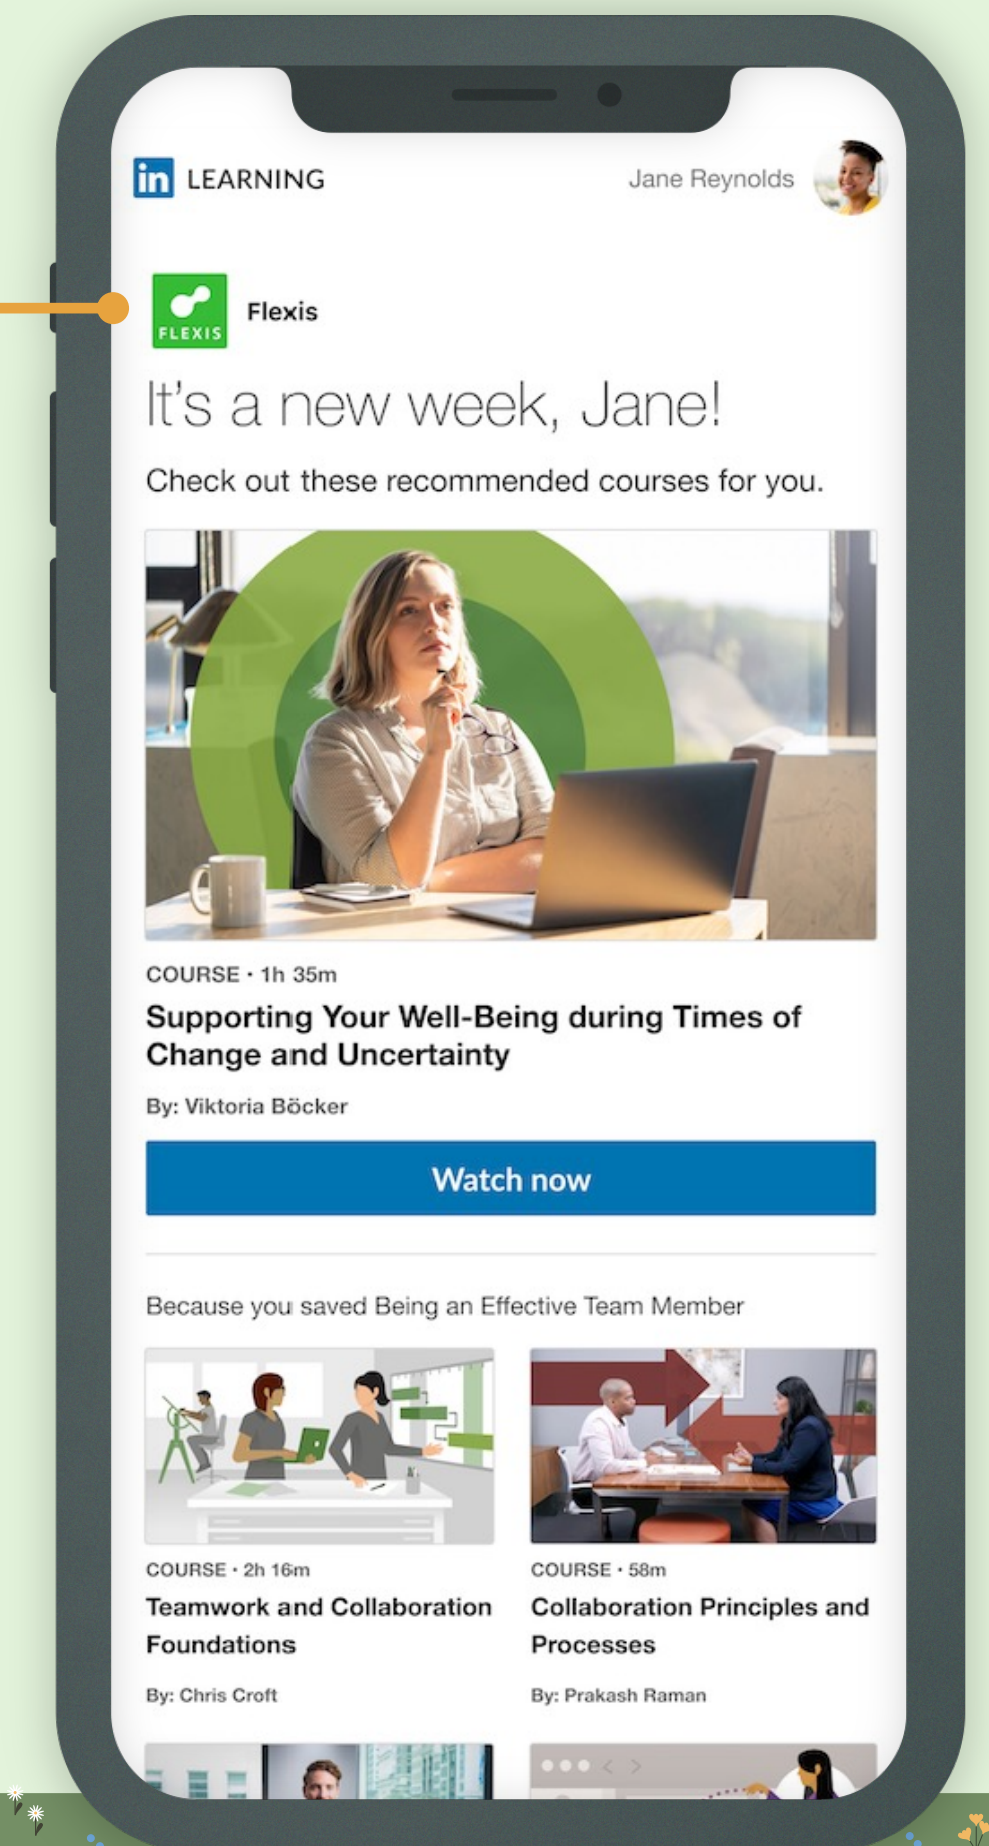 in LEARNING
Jane Reynolds
FLEXIS
Flexis
It's a new week, Jane!
Check out these recommended courses for you.
COURSE • 1h 35m
Supporting Your Well-Being during Times of
Change and Uncertainty
By: Viktoria Böcker
Watch now
Because you saved Being an Effective Team Member
COURSE • 2h 16m
Teamwork and Collaboration
Foundations
By: Chris Croft
COURSE • 58m
Collaboration Principles and
Processes
By: Prakash Raman